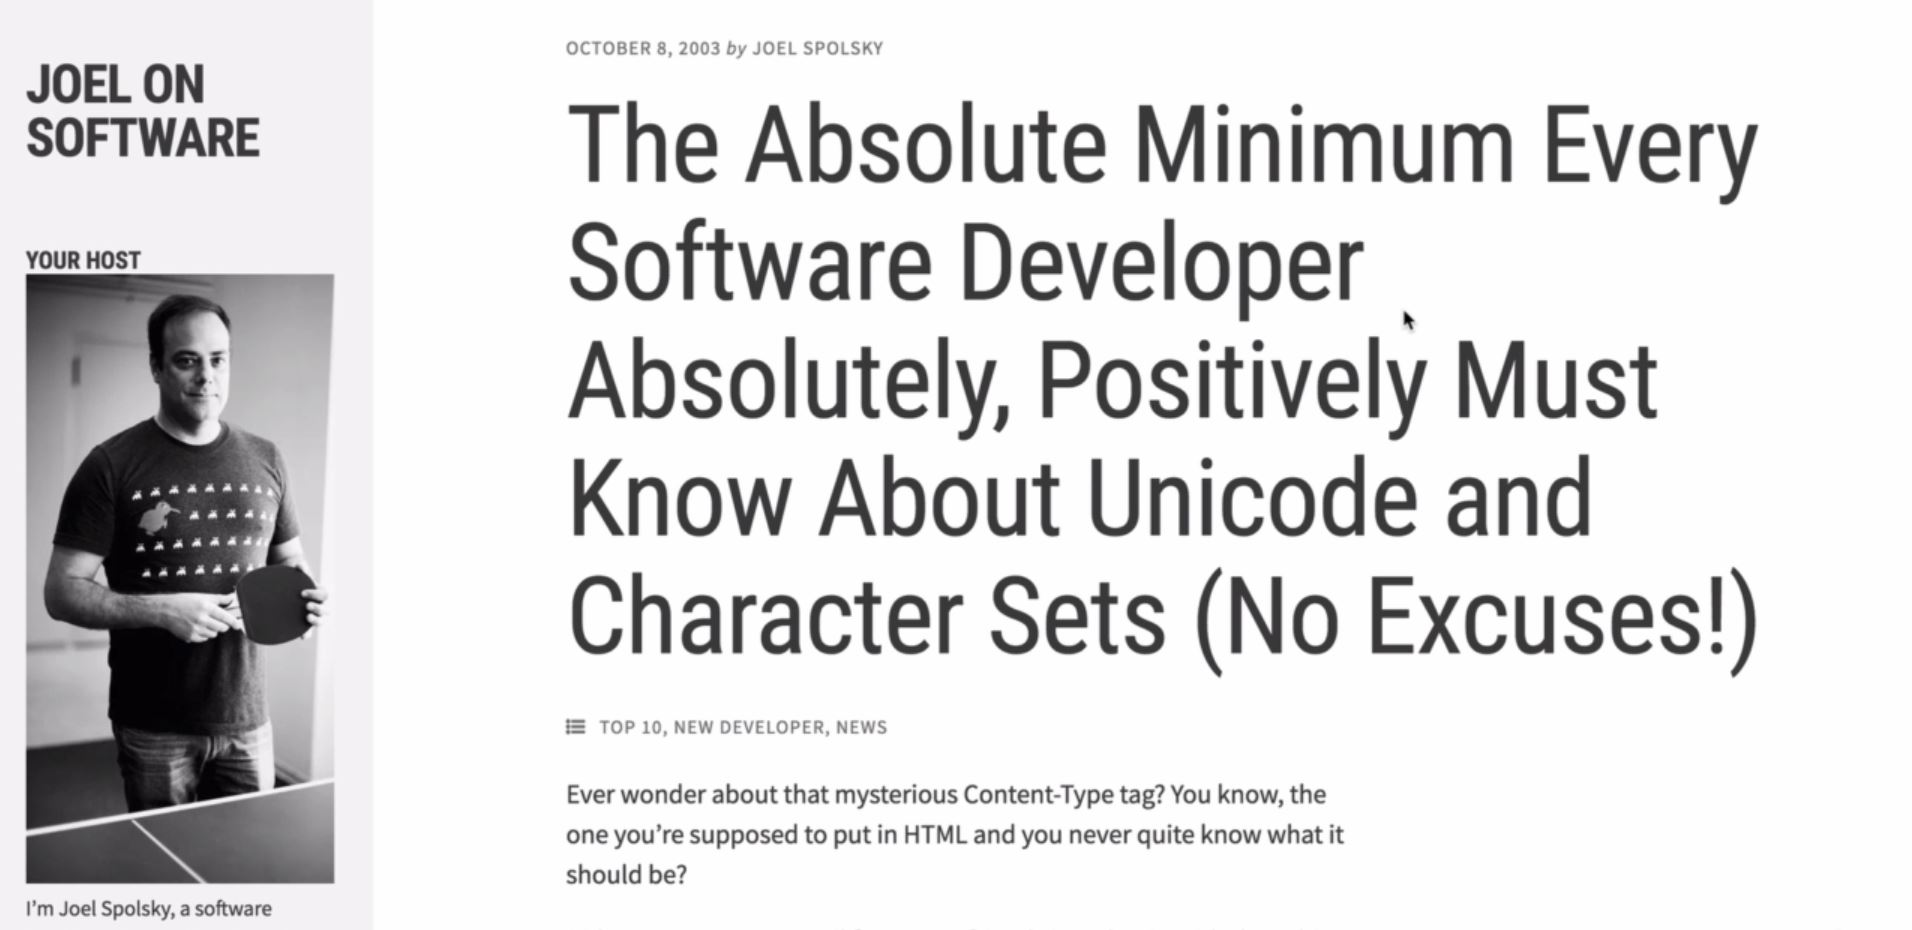 JOEL ON
SOFTWARE
YOUR HOST
I'm Joel Spolsky, a software
OCTOBER 8, 2003 by JOEL SPOLSKY
The Absolute Minimum Every
Software Developer
Absolutely, Positively Must
Know About Unicode and
Character Sets (No Excuses!)
TOP 10, NEW DEVELOPER, NEWS
Ever wonder about that mysterious Content-Type tag? You know, the
one you’re supposed to put in HTML and you never quite know what it
should be?